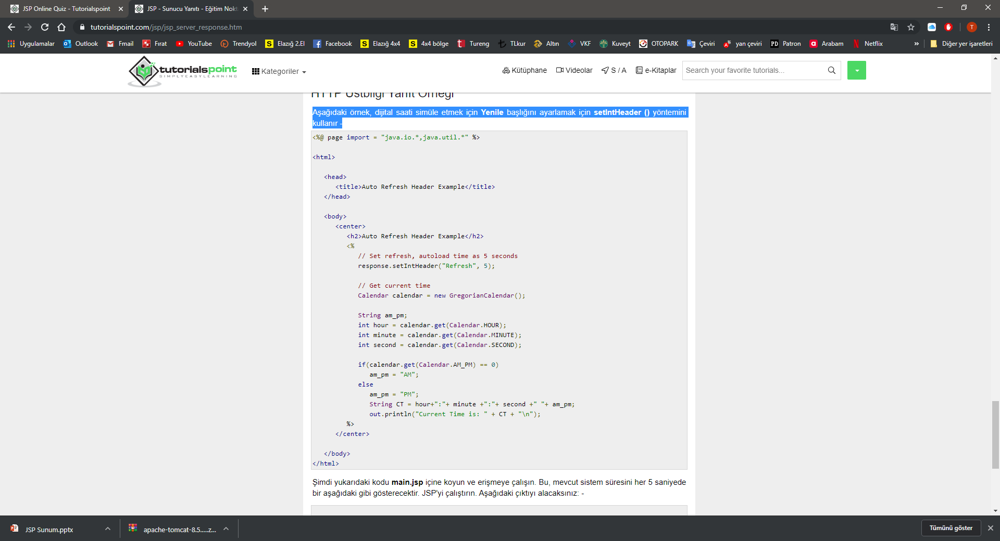 JSP Online Quiz - Tutorialspoint
JSP - Sunucu Yanıtı - Eğitim Nokt
tutorialspoint.com/jsp/jsp_server_response.htm
T
Uygulamalar Outlook Fmail Fırat YouTube Trendyol Elazığ 2.El Facebook Elazığ 4x4 4x4 bölge Tureng TLkur Altın VKF Kuveyt OTOPARK Çeviri yan çeviri Patron Arabam Netflix » Diğer yer işaretleri
tutorialspoint
SIMPLYEASYLEARNING
Kategoriler
Kütüphane Videolar S / A e-Kitaplar Search your favorite tutorials...
HTTP Üstbilgi Yanıt Örneği
Aşağıdaki örnek, dijital saati simüle etmek için Yenile başlığını ayarlamak için setIntHeader () yöntemini
kullanır -
<%@ page import = "java.io.*,java.util.*" %>
<html>
<head>
<title>Auto Refresh Header Example</title>
</head>
<body>
<center>
<h2>Auto Refresh Header Example</h2>
<%
// Set refresh, autoload time as 5 seconds
response.setIntHeader("Refresh", 5);
// Get current time
Calendar calendar = new GregorianCalendar();
String am_pm;
int hour = calendar.get(Calendar.HOUR);
int minute = calendar.get(Calendar.MINUTE);
int second = calendar.get(Calendar.SECOND);
if(calendar.get(Calendar.AM_PM) == 0)
am_pm = "AM";
else
am_pm = "PM";
String CT = hour+":"+ minute +":"+ second +" "+ am_pm;
out.println("Current Time is: " + CT + "\n");
%>
</center>
</body>
</html>
Şimdi yukarıdaki kodu main.jsp içine koyun ve erişmeye çalışın. Bu, mevcut sistem süresini her 5 saniyede
bir aşağıdaki gibi gösterecektir. JSP'yi çalıştırın. Aşağıdaki çıktıyı alacaksınız: -
JSP Sunum.pptx
apache-tomcat-8.5.....z...
Tümünü göster